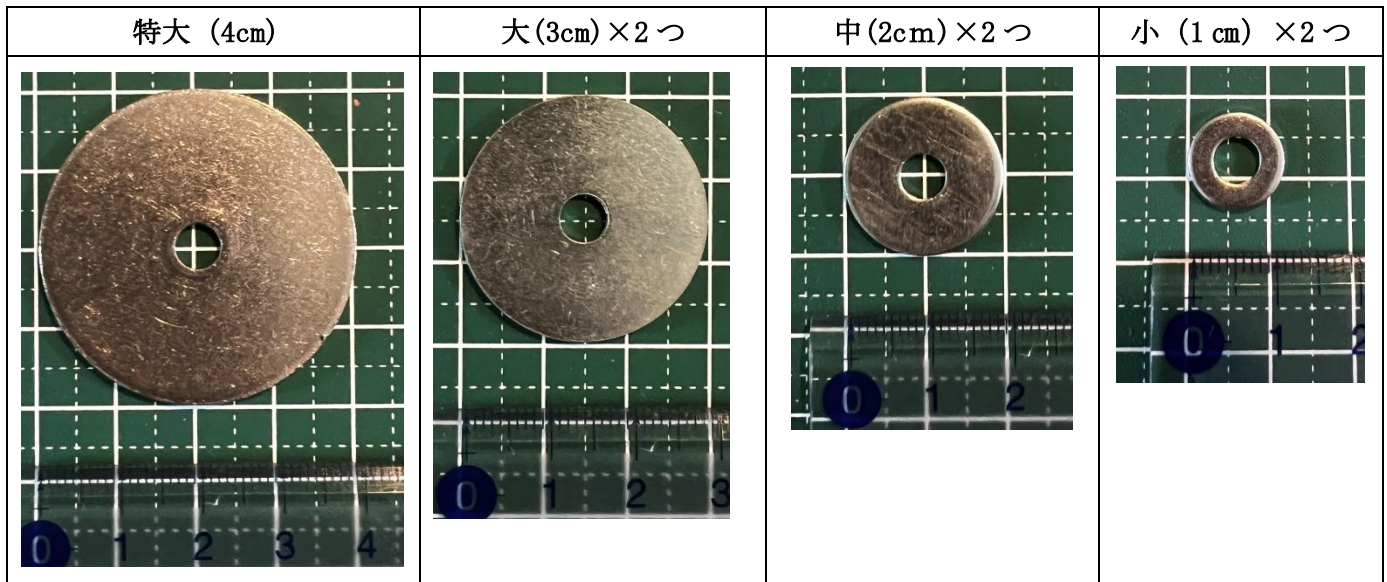 特大 (4cm)
大(3cm)×2つ
中(2cm)×2つ
小 (1㎝) ×2つ
0 1 2 3 4
0 1 2 3
0 1 2
0 1 2